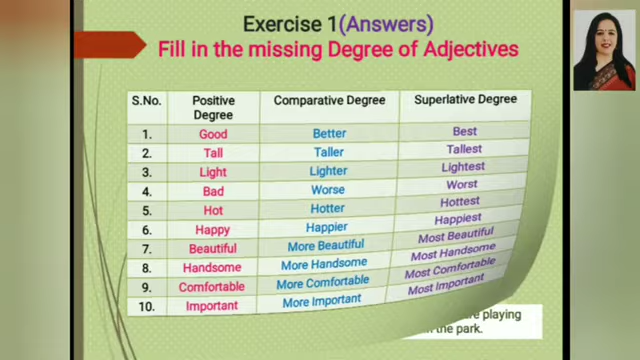 Exercise 1(Answers)
Fill in the missing Degree of Adjectives
S.No. Positive Degree Comparative Degree Superlative Degree
1. Good Better Best
2. Tall Taller Tallest
3. Light Lighter Lightest
4. Bad Worse Worst
5. Hot Hotter Hottest
6. Happy Happier Happiest
7. Beautiful More Beautiful Most Beautiful
8. Handsome More Handsome Most Handsome
9. Comfortable More Comfortable Most Comfortable
10. Important More Important Most Important
playing
the park.